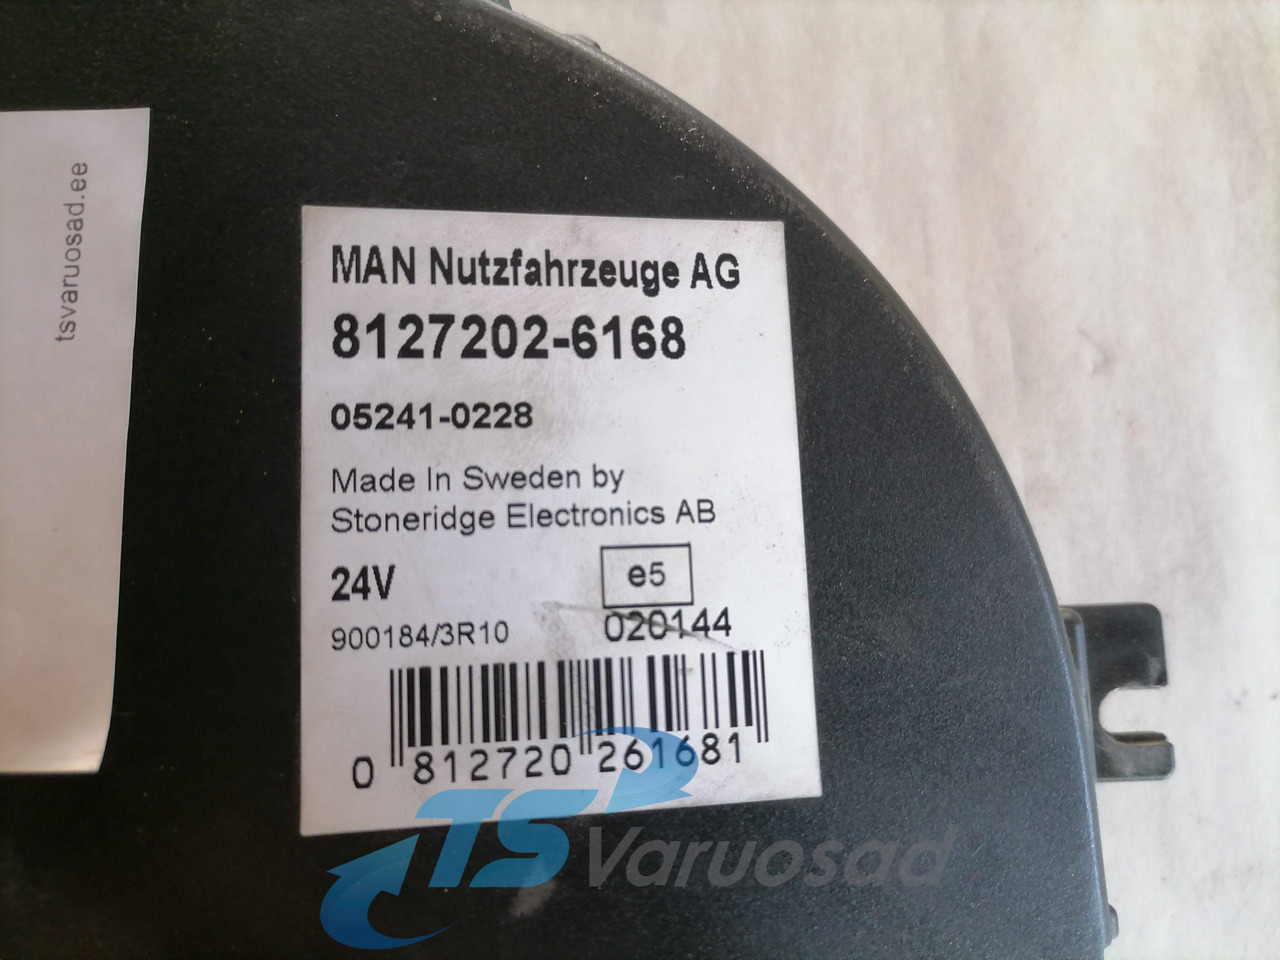 tsvaruosad.ee
MAN Nutzfahrzeuge AG
8127202-6168
05241-0228
Made In Sweden by
Stoneridge Electronics AB
24V
e5
900184/3R10
020144
0 812720 261681
TS Varuosad